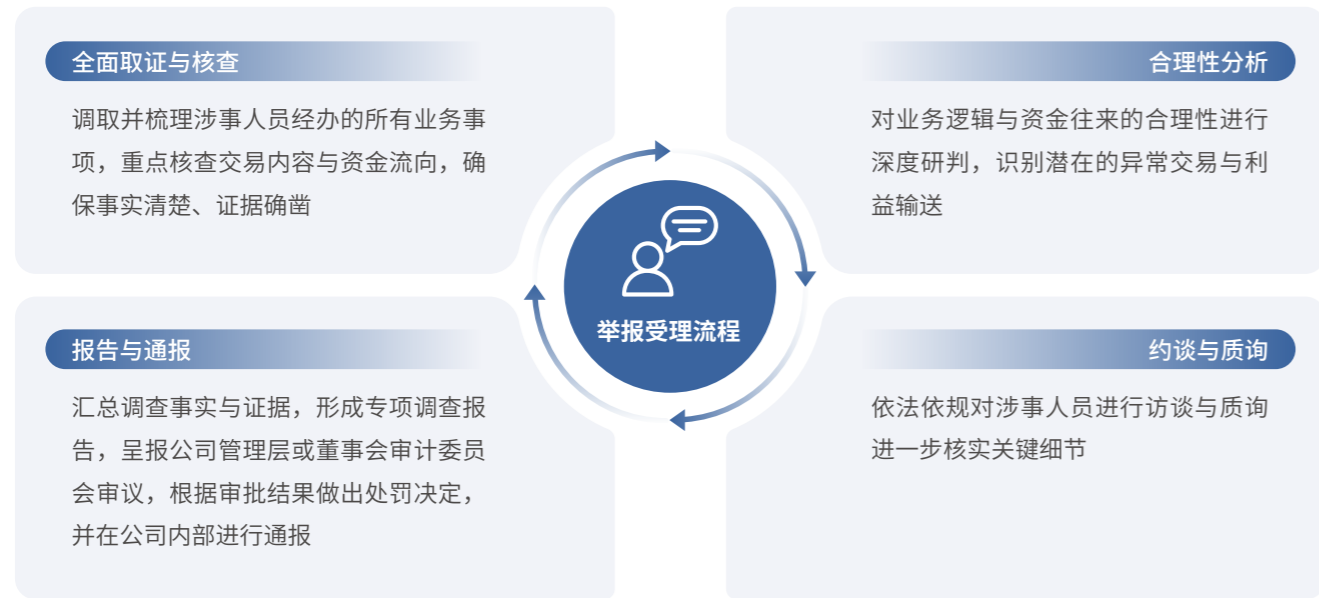 全面取证与核查
调取并梳理涉事人员经办的所有业务事
项，重点核查交易内容与资金流向，确
保事实清楚、证据确凿
合理性分析
对业务逻辑与资金往来的合理性进行
深度研判，识别潜在的异常交易与利
益输送
举报受理流程
报告与通报
汇总调查事实与证据，形成专项调查报
告，呈报公司管理层或董事会审计委员
会审议，根据审批结果做出处罚决定，
并在公司内部进行通报
约谈与质询
依法依规对涉事人员进行访谈与质询
进一步核实关键细节